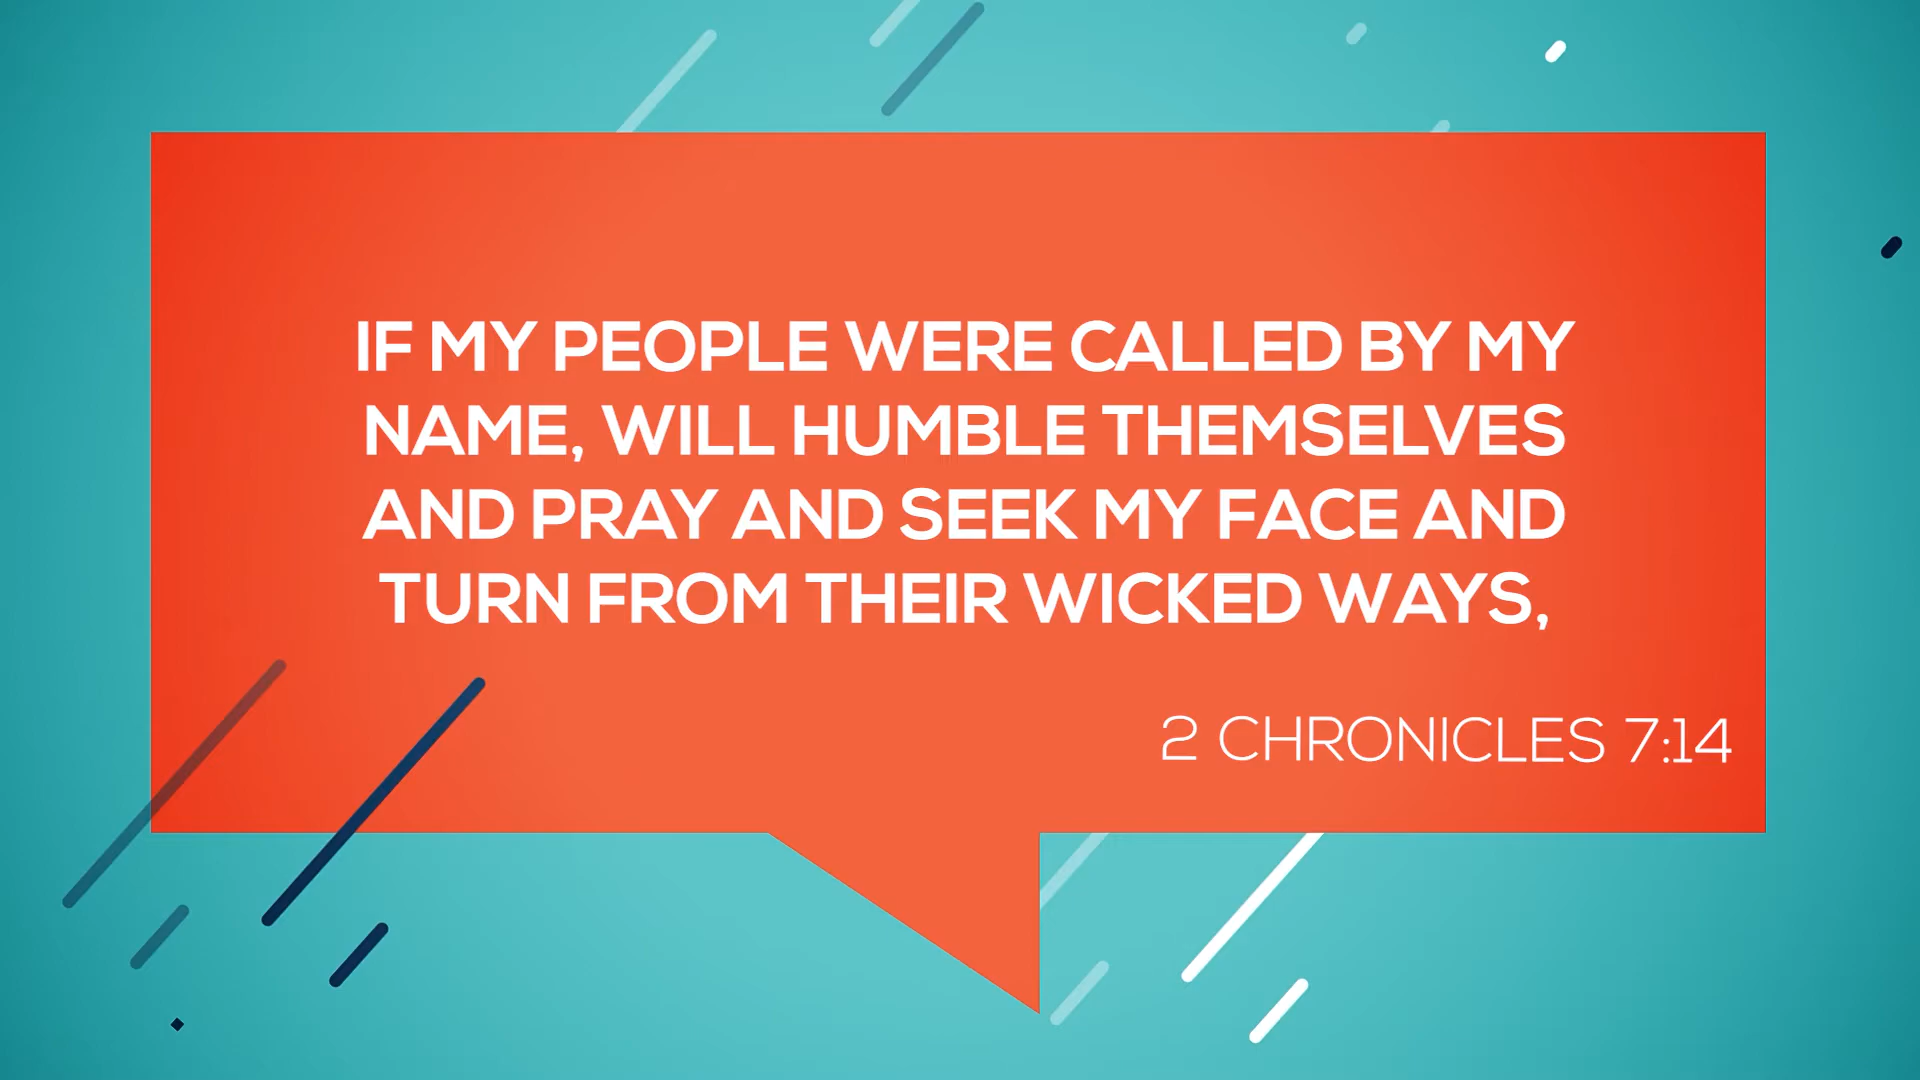 IF MY PEOPLE WERE CALLED BY MY
NAME, WILL HUMBLE THEMSELVES
AND PRAY AND SEEK MY FACE AND
TURN FROM THEIR WICKED WAYS,
2 CHRONICLES 7:14